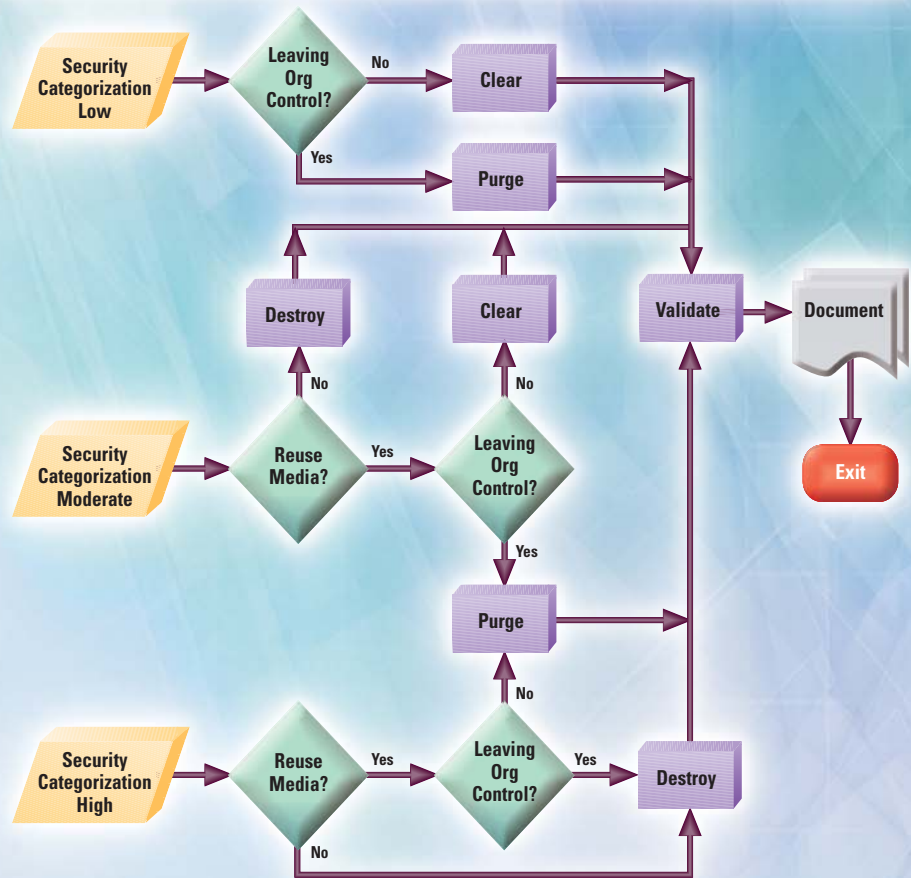 Security
Categorization
Low
Leaving
Org
Control?
No
Clear
Yes
Purge
Destroy
Clear
Validate
Document
No
No
Security
Categorization
Moderate
Reuse
Media?
Yes
Leaving
Org
Control?
Exit
Yes
Purge
No
Security
Categorization
High
Reuse
Media?
Yes
Leaving
Org
Control?
Yes
Destroy
No